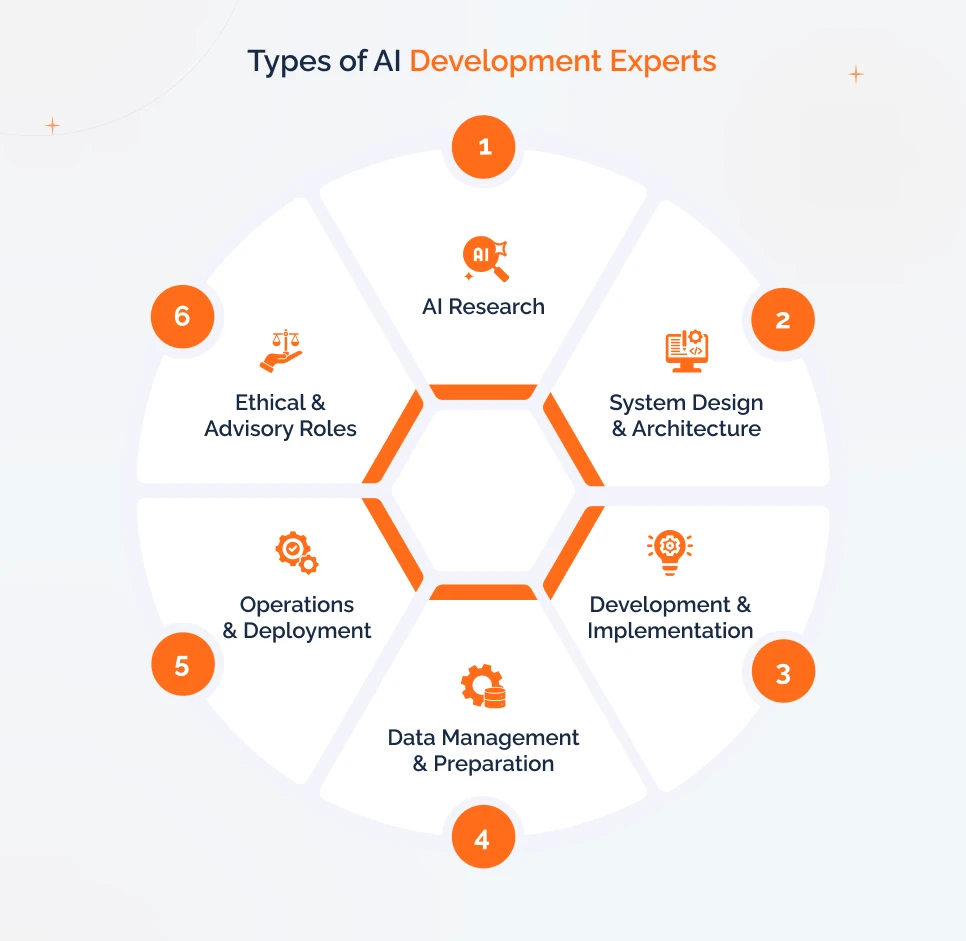 Types of AI Development Experts
1
AI
AI Research
2
</>
System Design
& Architecture
3
Development &
Implementation
4
Data Management
& Preparation
5
Operations
& Deployment
6
Ethical &
Advisory Roles